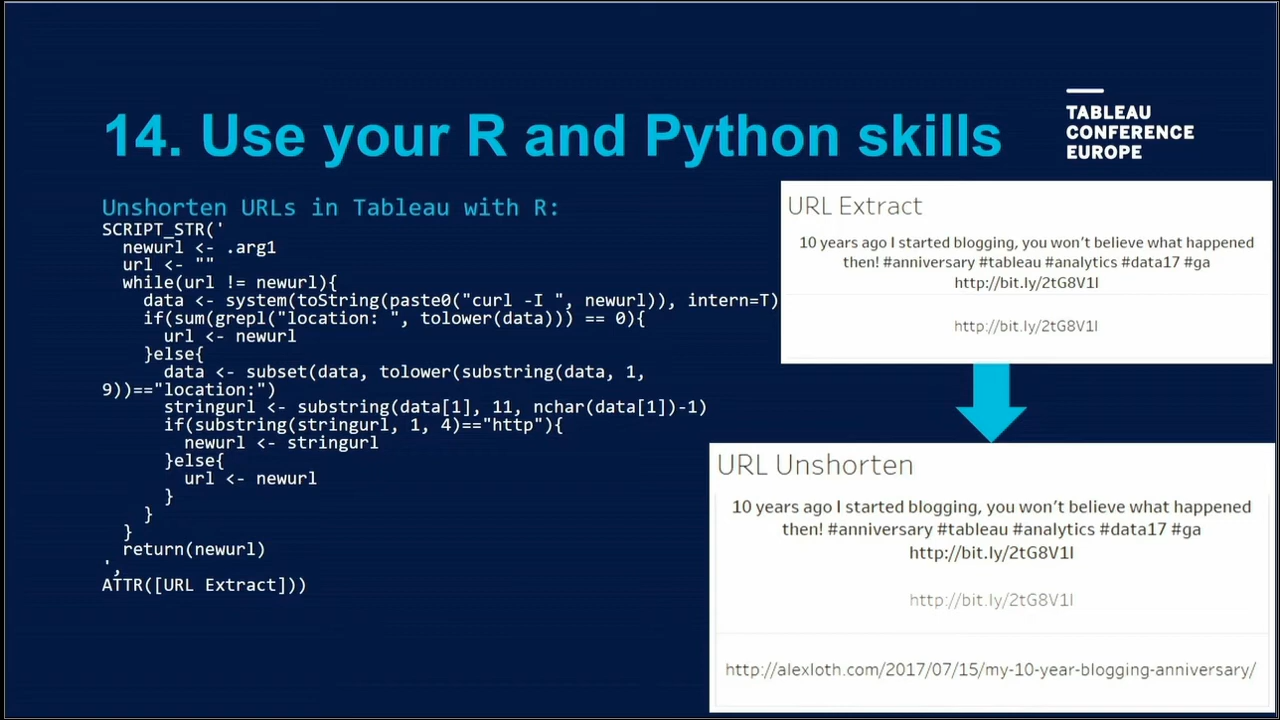 14. Use your R and Python skills
TABLEAU
CONFERENCE
EUROPE
Unshorten URLs in Tableau with R:
SCRIPT_STR('
newurl <- .arg1
url <- ""
while(url != newurl){
data <- system(toString(paste0("curl -I ", newurl)), intern=T)
if(sum(grepl("location: ", tolower(data))) == 0){
url <- newurl
}else{
data <- subset(data, tolower(substring(data, 1,
9))=="location:")
stringurl <- substring(data[1], 11, nchar(data[1])-1)
if(substring(stringurl, 1, 4)=="http"){
newurl <- stringurl
}else{
url <- newurl
}
}
}
return(newurl)
',
ATTR([URL Extract]))
URL Extract
10 years ago I started blogging, you won't believe what happened
then! #anniversary #tableau #analytics #data17 #ga
http://bit.ly/2tG8V1l
http://bit.ly/2tG8V1l
URL Unshorten
10 years ago I started blogging, you won't believe what happened
then! #anniversary #tableau #analytics #data17 #ga
http://bit.ly/2tG8V1l
http://bit.ly/2tG8V1l
http://alexloth.com/2017/07/15/my-10-year-blogging-anniversary/